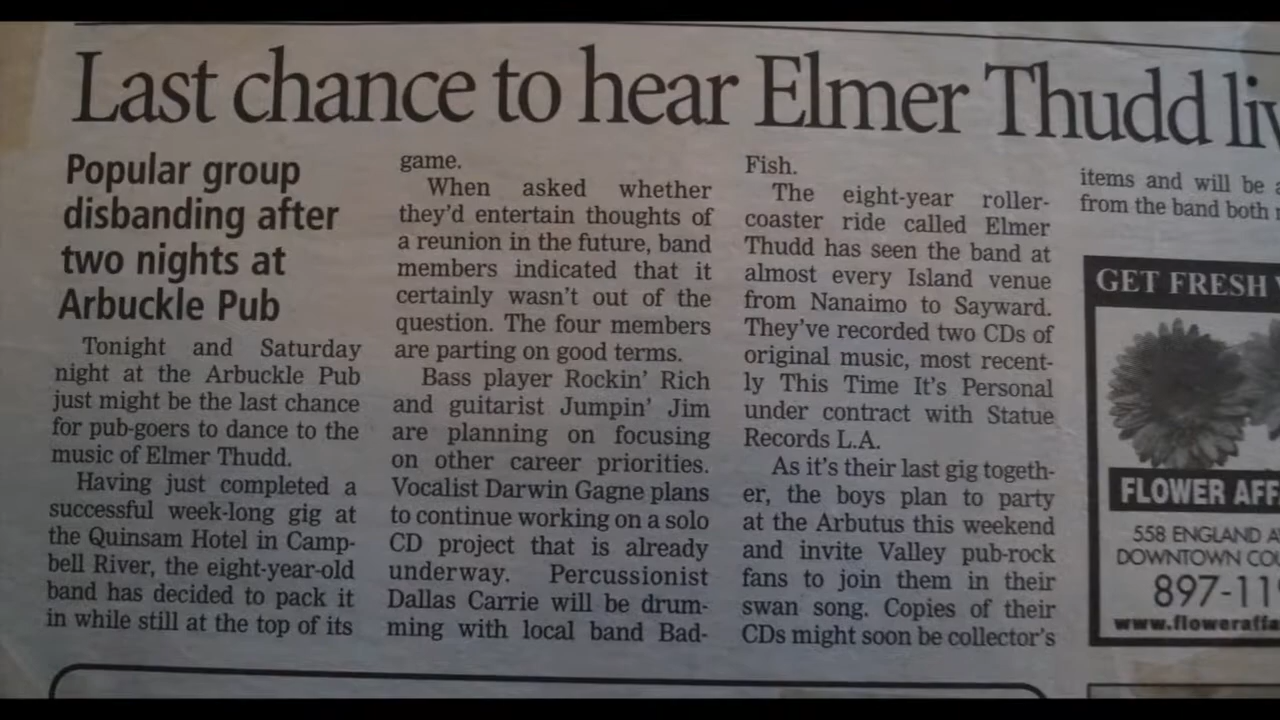 Last chance to hear Elmer Thudd
Popular group
disbanding after
two nights at
Arbuckle Pub
Tonight and Saturday
night at the Arbuckle Pub
just might be the last chance
for pub-goers to dance to the
music of Elmer Thudd.
Having just completed a
successful week-long gig at
the Quinsam Hotel in Camp-
bell River, the eight-year-old
band has decided to pack it
in while still at the top of its
game.
When asked whether
they'd entertain thoughts of
a reunion in the future, band
members indicated that it
certainly wasn't out of the
question. The four members
are parting on good terms.
Bass player Rockin' Rich
and guitarist Jumpin' Jim
are planning on focusing
on other career priorities.
Vocalist Darwin Gagne plans
to continue working on a solo
CD project that is already
underway. Percussionist
Dallas Carrie will be drum-
ming with local band Bad-
Fish.
The eight-year roller-
coaster ride called Elmer
Thudd has seen the band at
almost every Island venue
from Nanaimo to Sayward.
They've recorded two CDs of
original music, most recent-
ly This Time It's Personal
under contract with Statue
Records L.A.
As it's their last gig togeth-
er, the boys plan to party
at the Arbutus this weekend
and invite Valley pub-rock
fans to join them in their
swan song. Copies of their
CDs might soon be collector's
items and will be
from the band both
GET FRESH
FLOWER AFF
558 ENGLAND A
DOWNTOWN COU
897-11
www.floweraffa